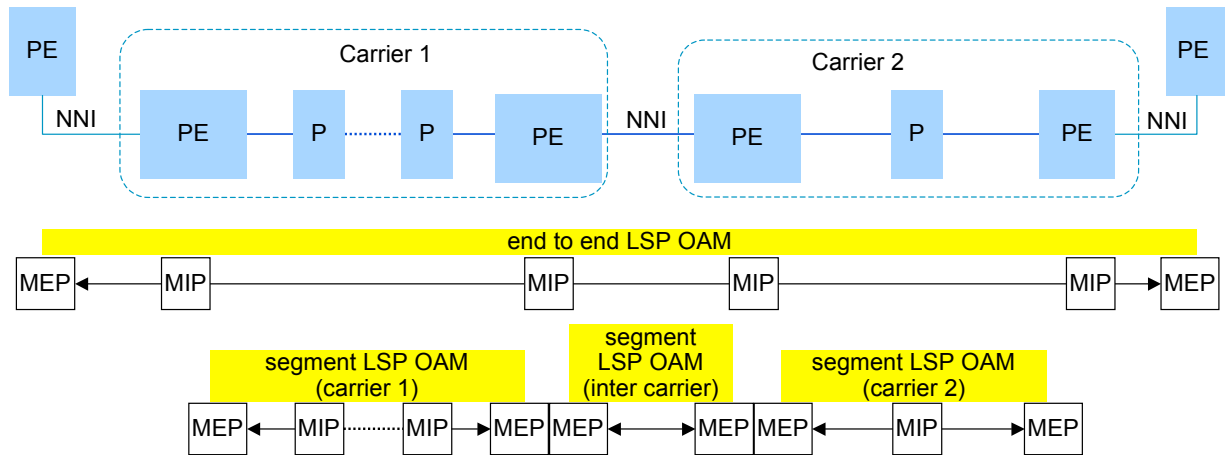 PE
PE
Carrier 1
Carrier 2
NNI
PE
P
P
PE
NNI
PE
P
PE
NNI
end to end LSP OAM
MEP
MIP
MIP
MIP
MIP
MEP
segment LSP OAM
(carrier 1)
segment
LSP OAM
(inter carrier)
segment LSP OAM
(carrier 2)
MEP
MIP
MIP
MEP
MEP
MEP
MEP
MIP
MEP